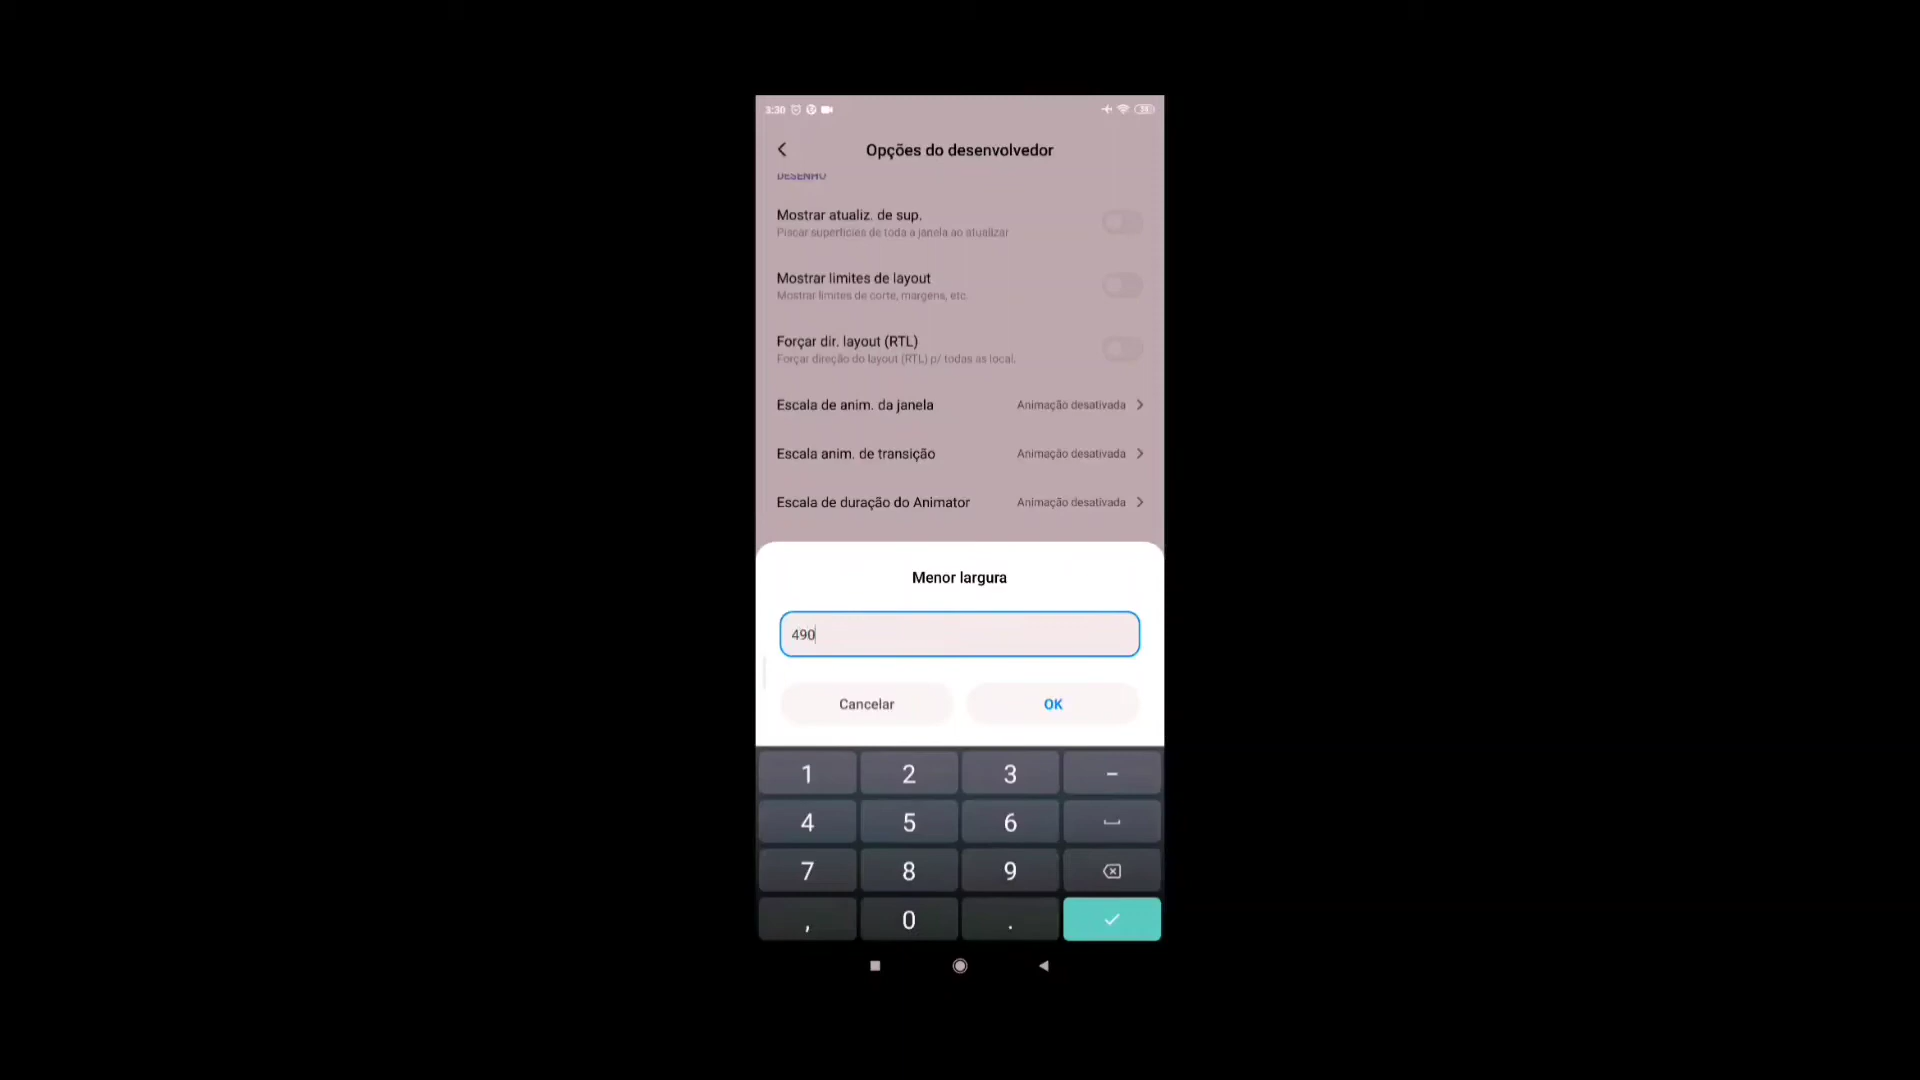 3:30
Opções do desenvolvedor
DESENHO
Mostrar atualiz. de sup.
Piscar superfícies de toda a janela ao atualizar
Mostrar limites de layout
Mostrar limites de corte, margens, etc.
Forçar dir. layout (RTL)
Forçar direção do layout (RTL) p/ todas as local.
Escala de anim. da janela Animação desativada
Escala anim. de transição Animação desativada
Escala de duração do Animator Animação desativada
Menor largura
490
Cancelar OK
1 2 3 –
4 5 6
7 8 9
, 0 .